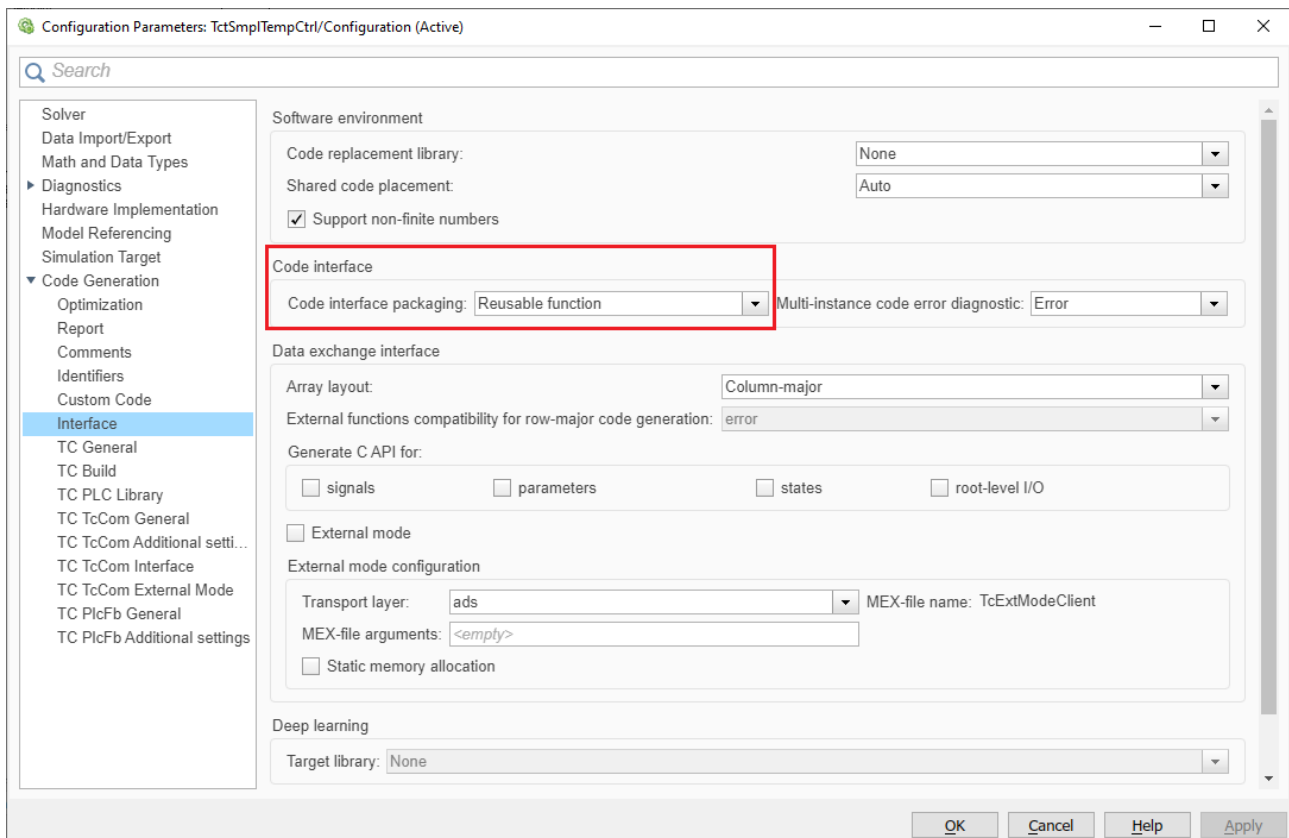 Configuration Parameters: TctSmplTempCtrl/Configuration (Active)
Search
Solver
Data Import/Export
Math and Data Types
Diagnostics
Hardware Implementation
Model Referencing
Simulation Target
Code Generation
Optimization
Report
Comments
Identifiers
Custom Code
Interface
TC General
TC Build
TC PLC Library
TC TcCom General
TC TcCom Additional setti...
TC TcCom Interface
TC TcCom External Mode
TC PlcFb General
TC PlcFb Additional settings
Software environment
Code replacement library: None
Shared code placement: Auto
Support non-finite numbers
Code interface
Code interface packaging: Reusable function Multi-instance code error diagnostic: Error
Data exchange interface
Array layout: Column-major
External functions compatibility for row-major code generation: error
Generate C API for:
signals parameters states root-level I/O
External mode
External mode configuration
Transport layer: ads MEX-file name: TcExtModeClient
MEX-file arguments: <empty>
Static memory allocation
Deep learning
Target library: None
OK Cancel Help Apply